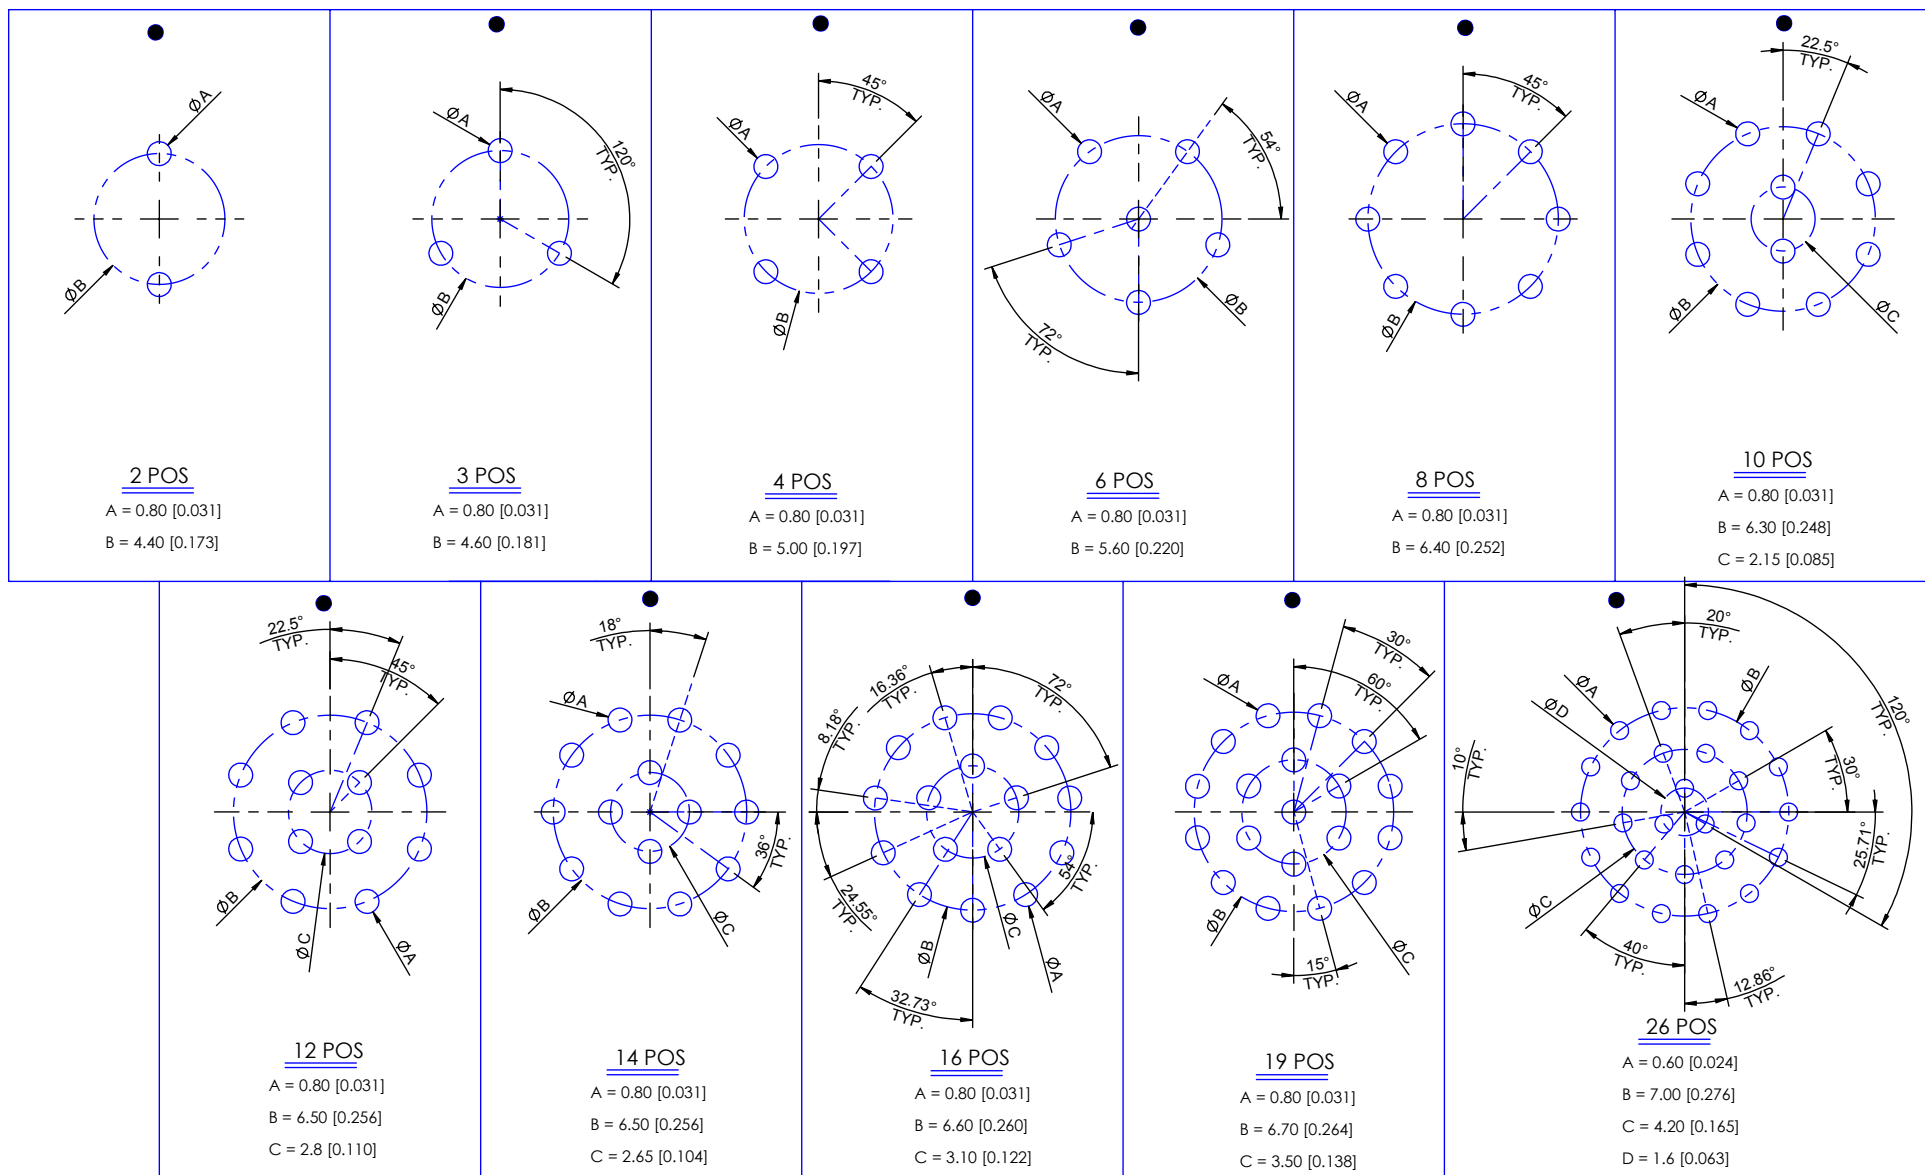 ØA
ØB
2 POS
A = 0.80 [0.031]
B = 4.40 [0.173]
ØA
120°
TYP.
ØB
3 POS
A = 0.80 [0.031]
B = 4.60 [0.181]
45°
TYP.
ØA
ØB
4 POS
A = 0.80 [0.031]
B = 5.00 [0.197]
ØA
54°
ØB
72°
TYP.
6 POS
A = 0.80 [0.031]
B = 5.60 [0.220]
45°
TYP.
ØA
ØB
8 POS
A = 0.80 [0.031]
B = 6.40 [0.252]
22.5°
TYP.
ØA
ØB
ØC
10 POS
A = 0.80 [0.031]
B = 6.30 [0.248]
C = 2.15 [0.085]
22.5°
TYP.
45°
TYP.
ØB
ØC
ØA
12 POS
A = 0.80 [0.031]
B = 6.50 [0.256]
C = 2.8 [0.110]
18°
TYP.
ØA
36°
TYP.
ØB
ØC
14 POS
A = 0.80 [0.031]
B = 6.50 [0.256]
C = 2.65 [0.104]
16.36°
TYP.
72°
TYP.
8.18°
TYP.
54°
TYP.
24.55°
TYP.
ØB
ØC
ØA
32.73°
TYP.
16 POS
A = 0.80 [0.031]
B = 6.60 [0.260]
C = 3.10 [0.122]
30°
TYP.
60°
TYP.
ØA
ØB
ØC
15°
TYP.
19 POS
A = 0.80 [0.031]
B = 6.70 [0.264]
C = 3.50 [0.138]
20°
TYP.
ØB
ØA
ØD
120°
TYP.
10°
TYP.
30°
TYP.
25.71°
TYP.
ØC
40°
TYP.
12.86°
TYP.
26 POS
A = 0.60 [0.024]
B = 7.00 [0.276]
C = 4.20 [0.165]
D = 1.6 [0.063]